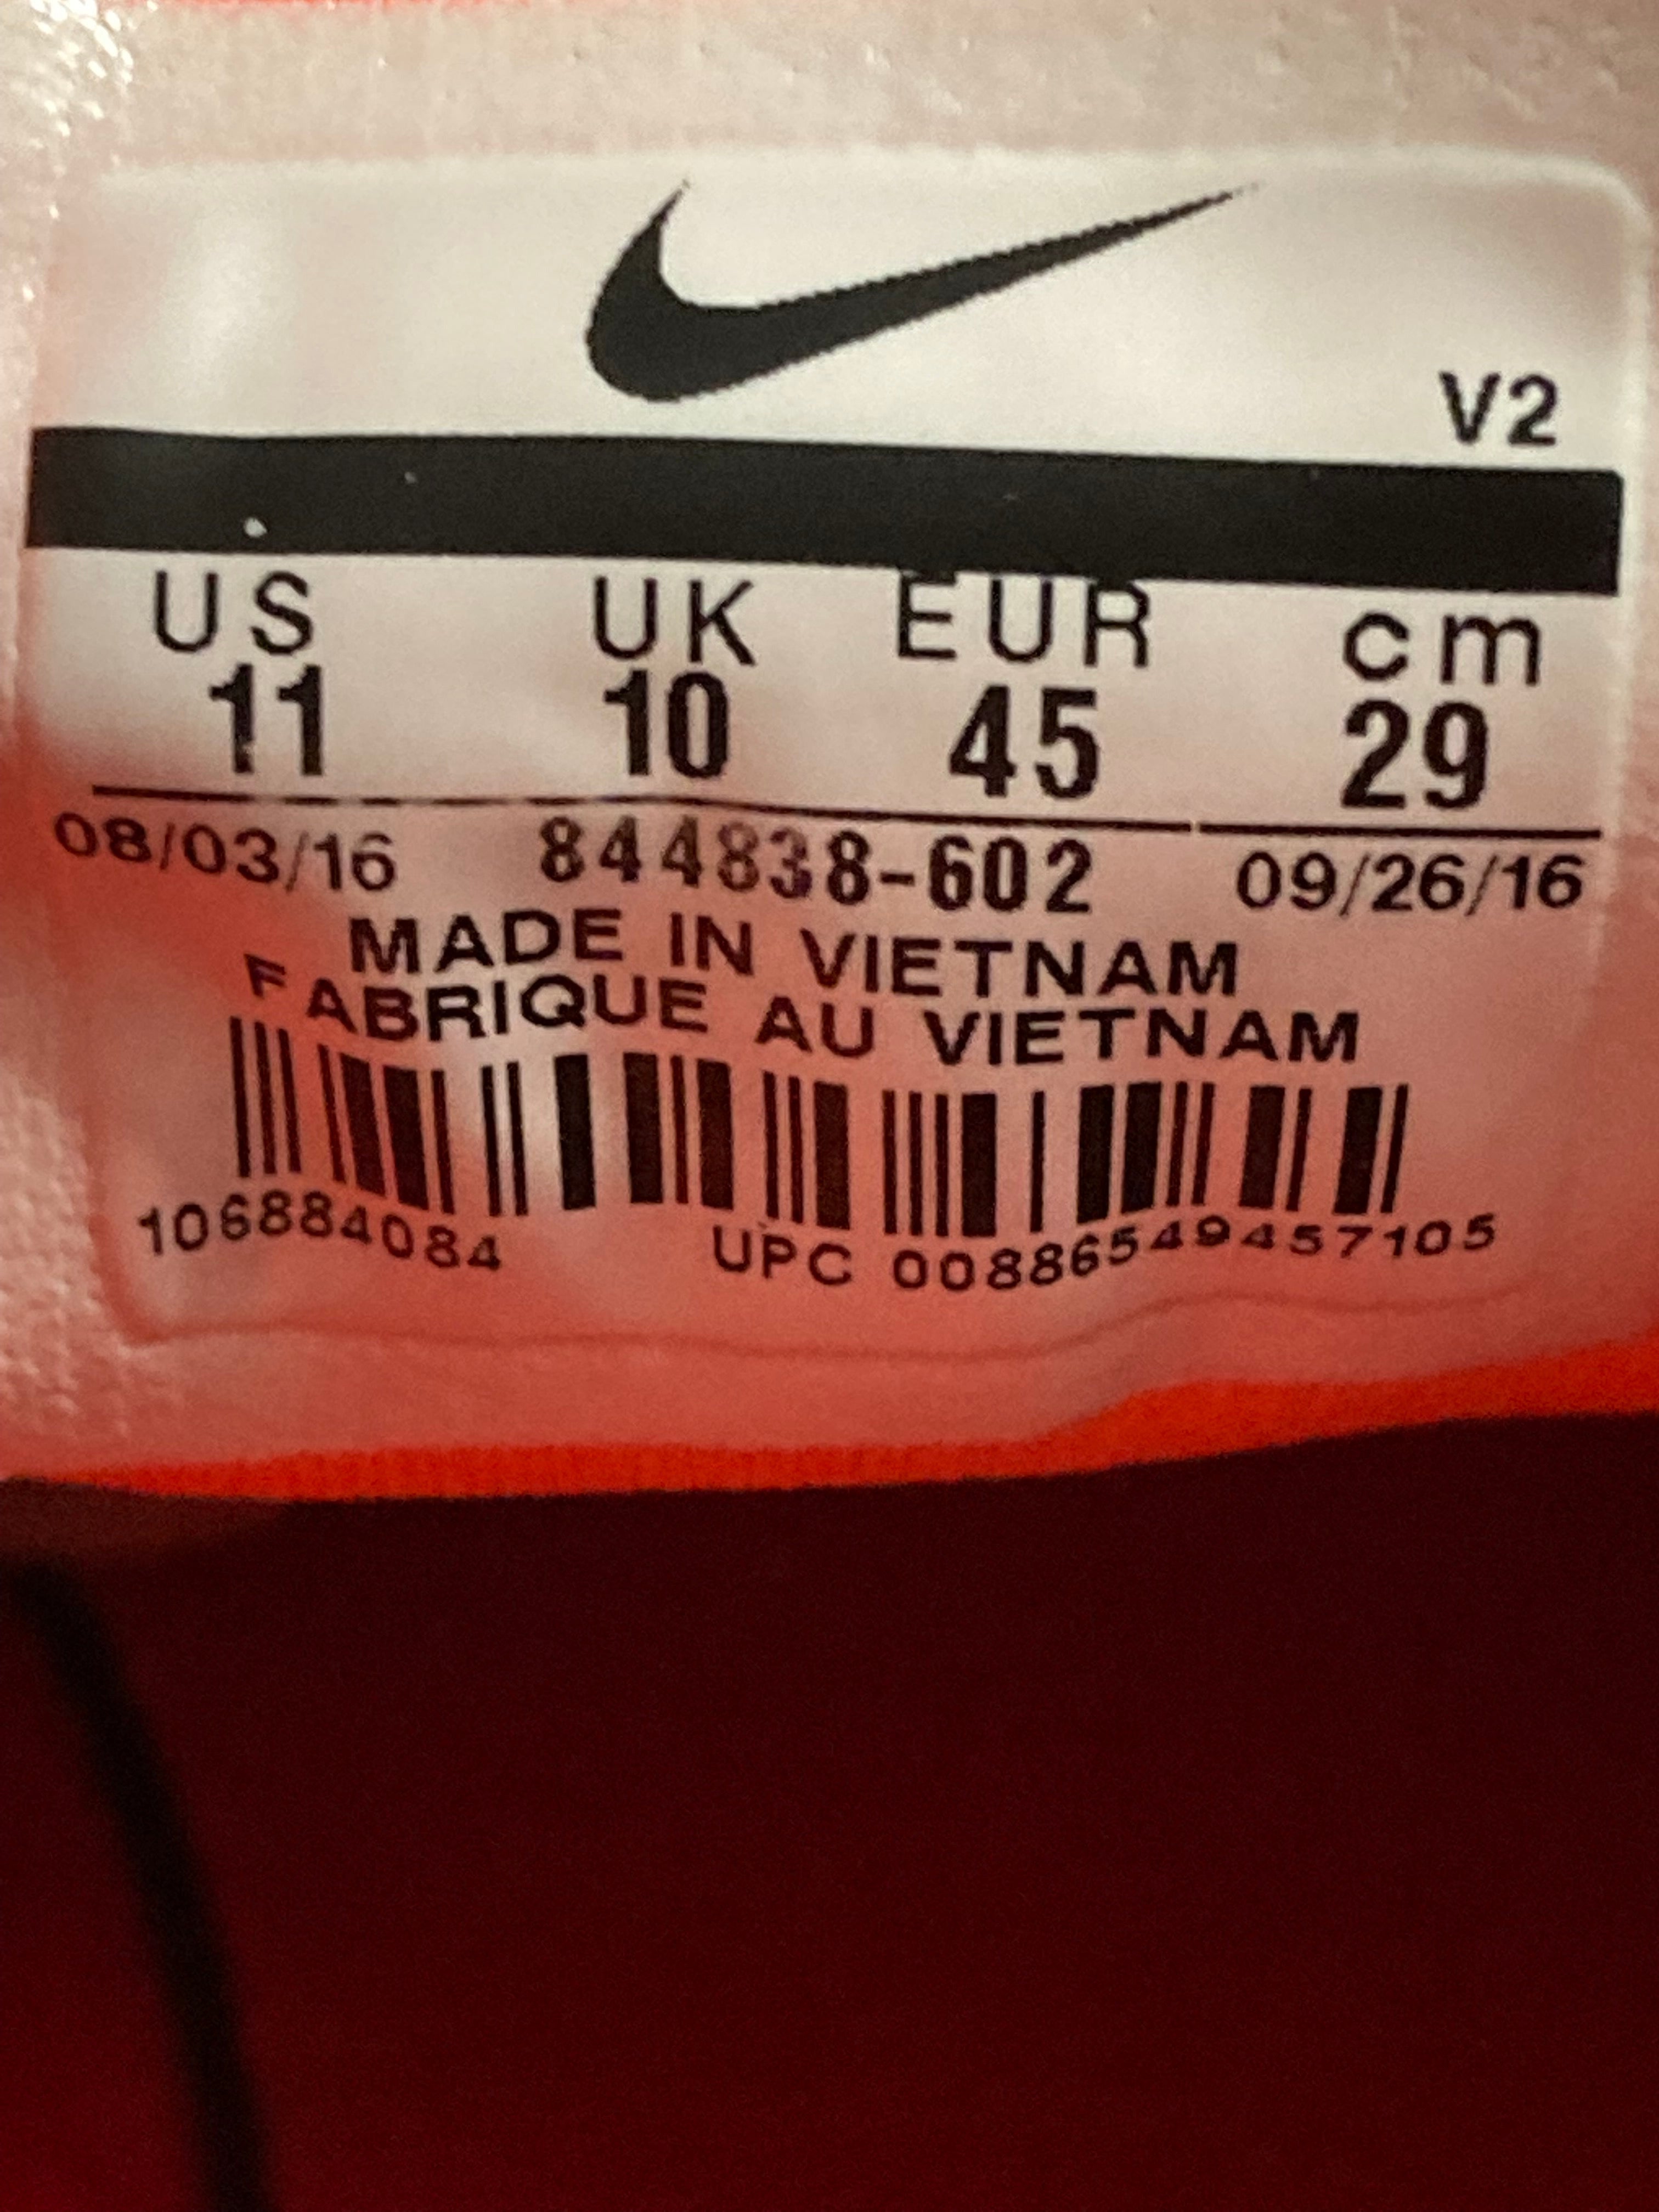 V2
US UK EUR cm
11 10 45 29
08/03/16 844838-602 09/26/16
MADE IN VIETNAM
FABRIQUE AU VIETNAM
106884084 UPC 00886549457105